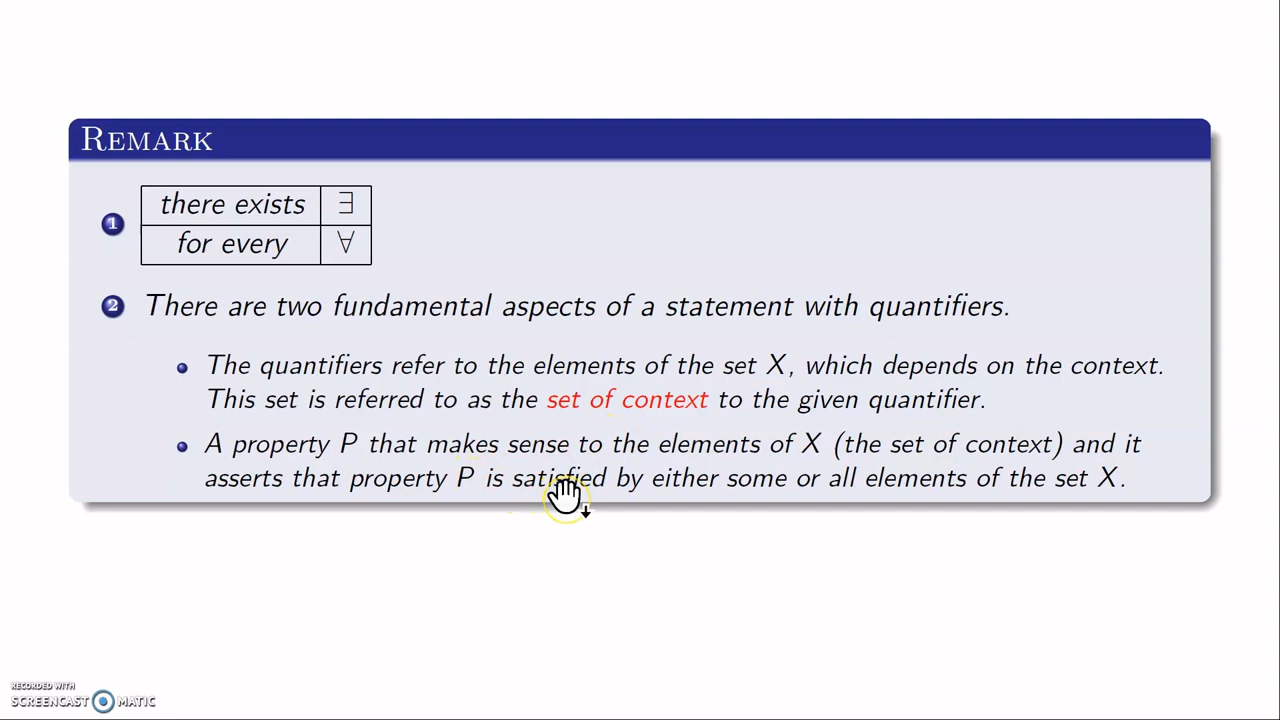 REMARK
1
there exists ∃
for every ∀
2 There are two fundamental aspects of a statement with quantifiers.
The quantifiers refer to the elements of the set X, which depends on the context.
This set is referred to as the set of context to the given quantifier.
A property P that makes sense to the elements of X (the set of context) and it
asserts that property P is satisfied by either some or all elements of the set X.
RECORDED WITH
SCREENCAST MATIC